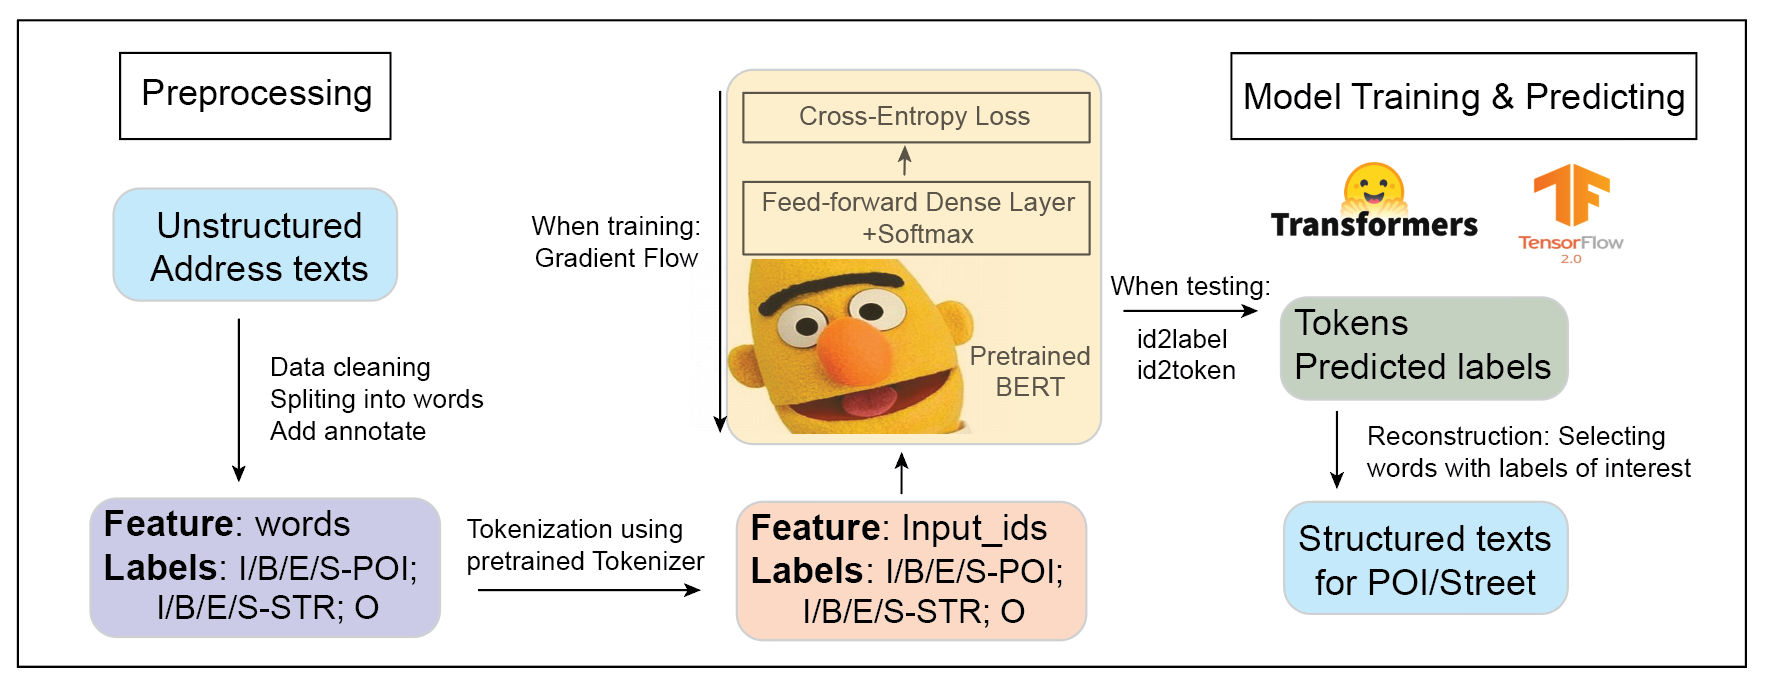 Preprocessing
Unstructured
Address texts
Data cleaning
Spliting into words
Add annotate
Feature: words
Labels: I/B/E/S-POI;
I/B/E/S-STR; O
Tokenization using
pretrained Tokenizer
When training:
Gradient Flow
Cross-Entropy Loss
Feed-forward Dense Layer
+Softmax
Pretrained
BERT
Feature: Input_ids
Labels: I/B/E/S-POI;
I/B/E/S-STR; O
When testing:
id2label
id2token
Model Training & Predicting
Transformers
TensorFlow
2.0
Tokens
Predicted labels
Reconstruction: Selecting
words with labels of interest
Structured texts
for POI/Street